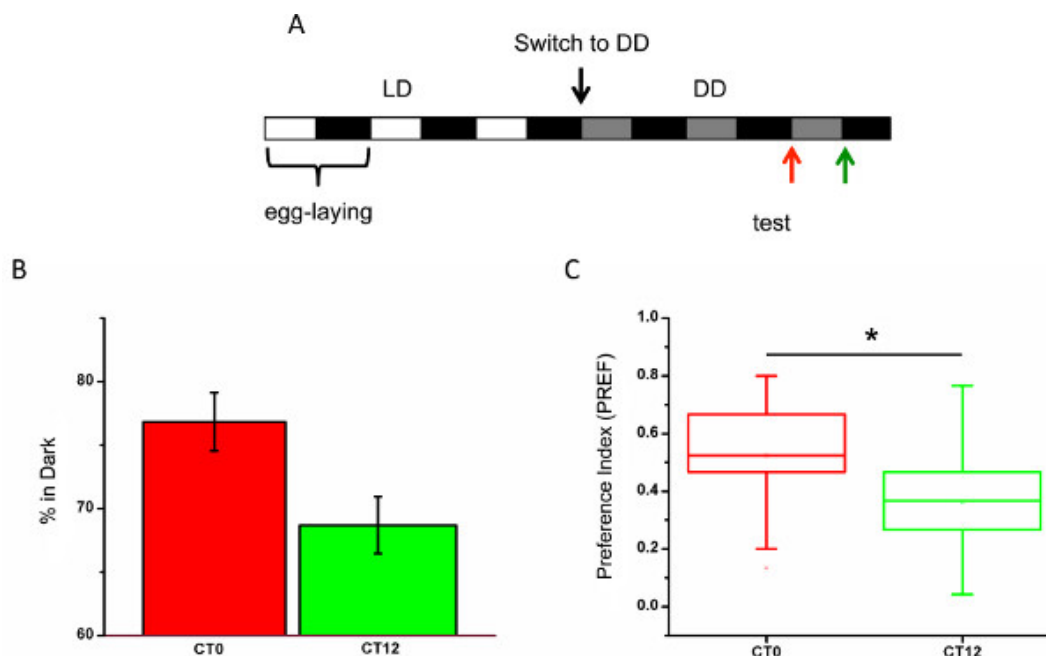 A
Switch to DD
LD
DD
egg-laying
test
B
80
70
60
% in Dark
CT0
CT12
C
*
1.0
0.8
0.6
0.4
0.2
0.0
Preference Index (PREF)
CT0
CT12